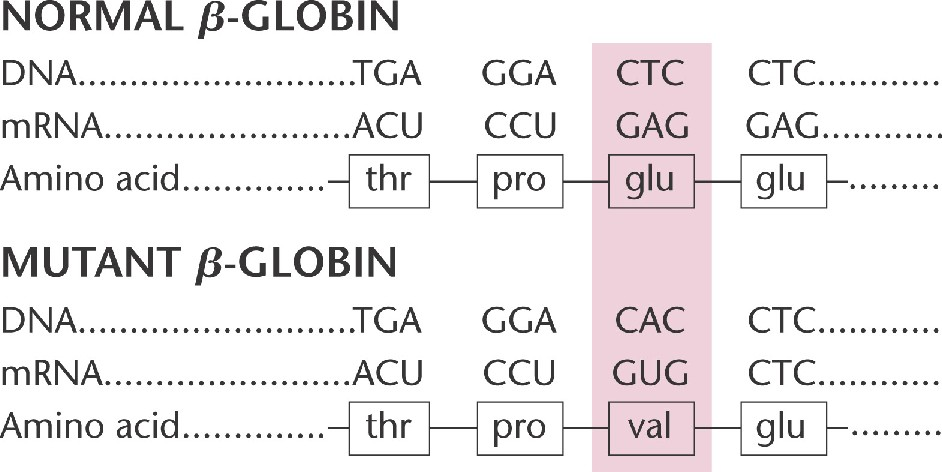 NORMAL β-GLOBIN
DNA..............................TGA GGA CTC CTC............
mRNA...........................ACU CCU GAG GAG............
Amino acid................ thr pro glu glu .........
MUTANT β-GLOBIN
DNA..............................TGA GGA CAC CTC............
mRNA...........................ACU CCU GUG CTC............
Amino acid................ thr pro val glu .........